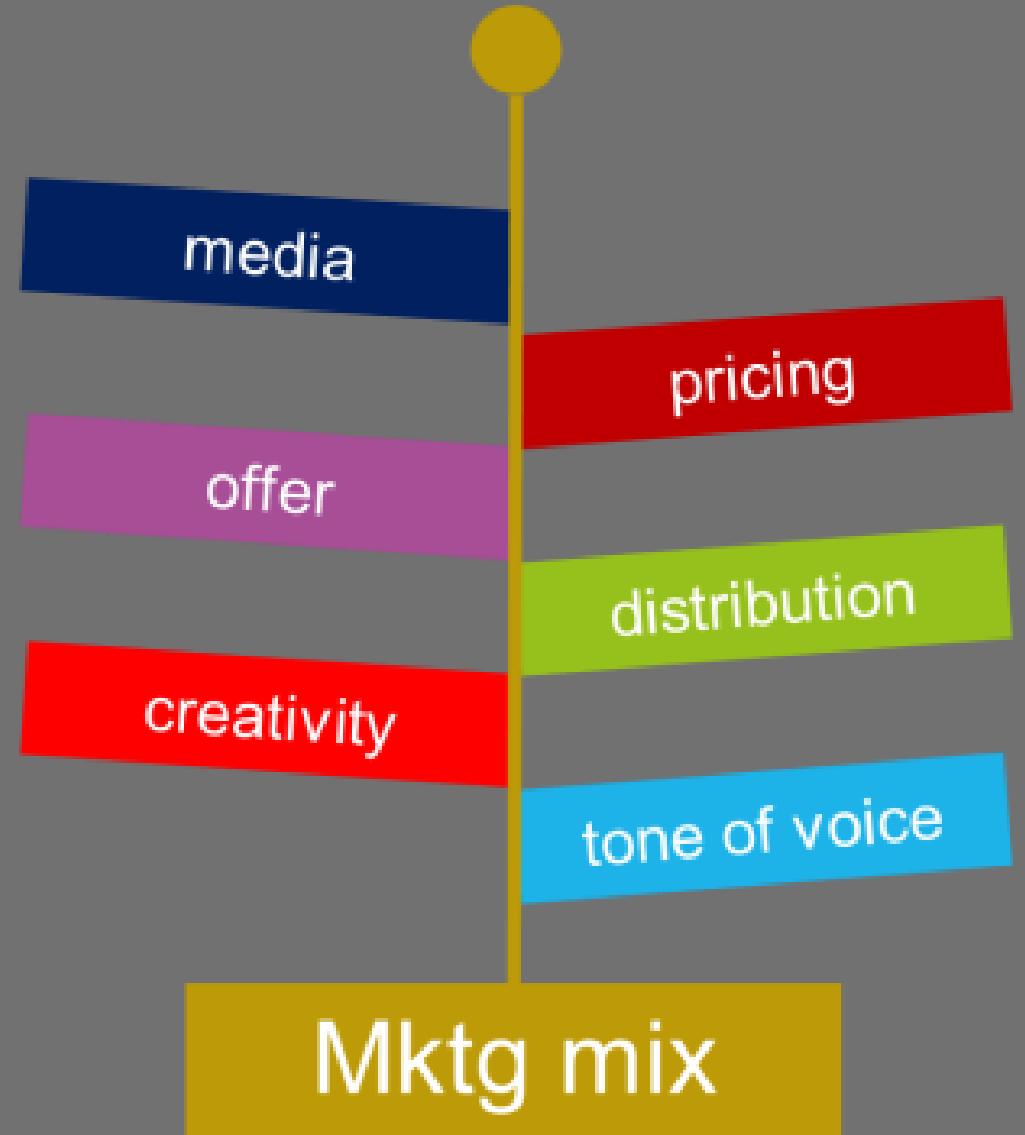 media
pricing
offer
distribution
creativity
tone of voice
Mktg mix